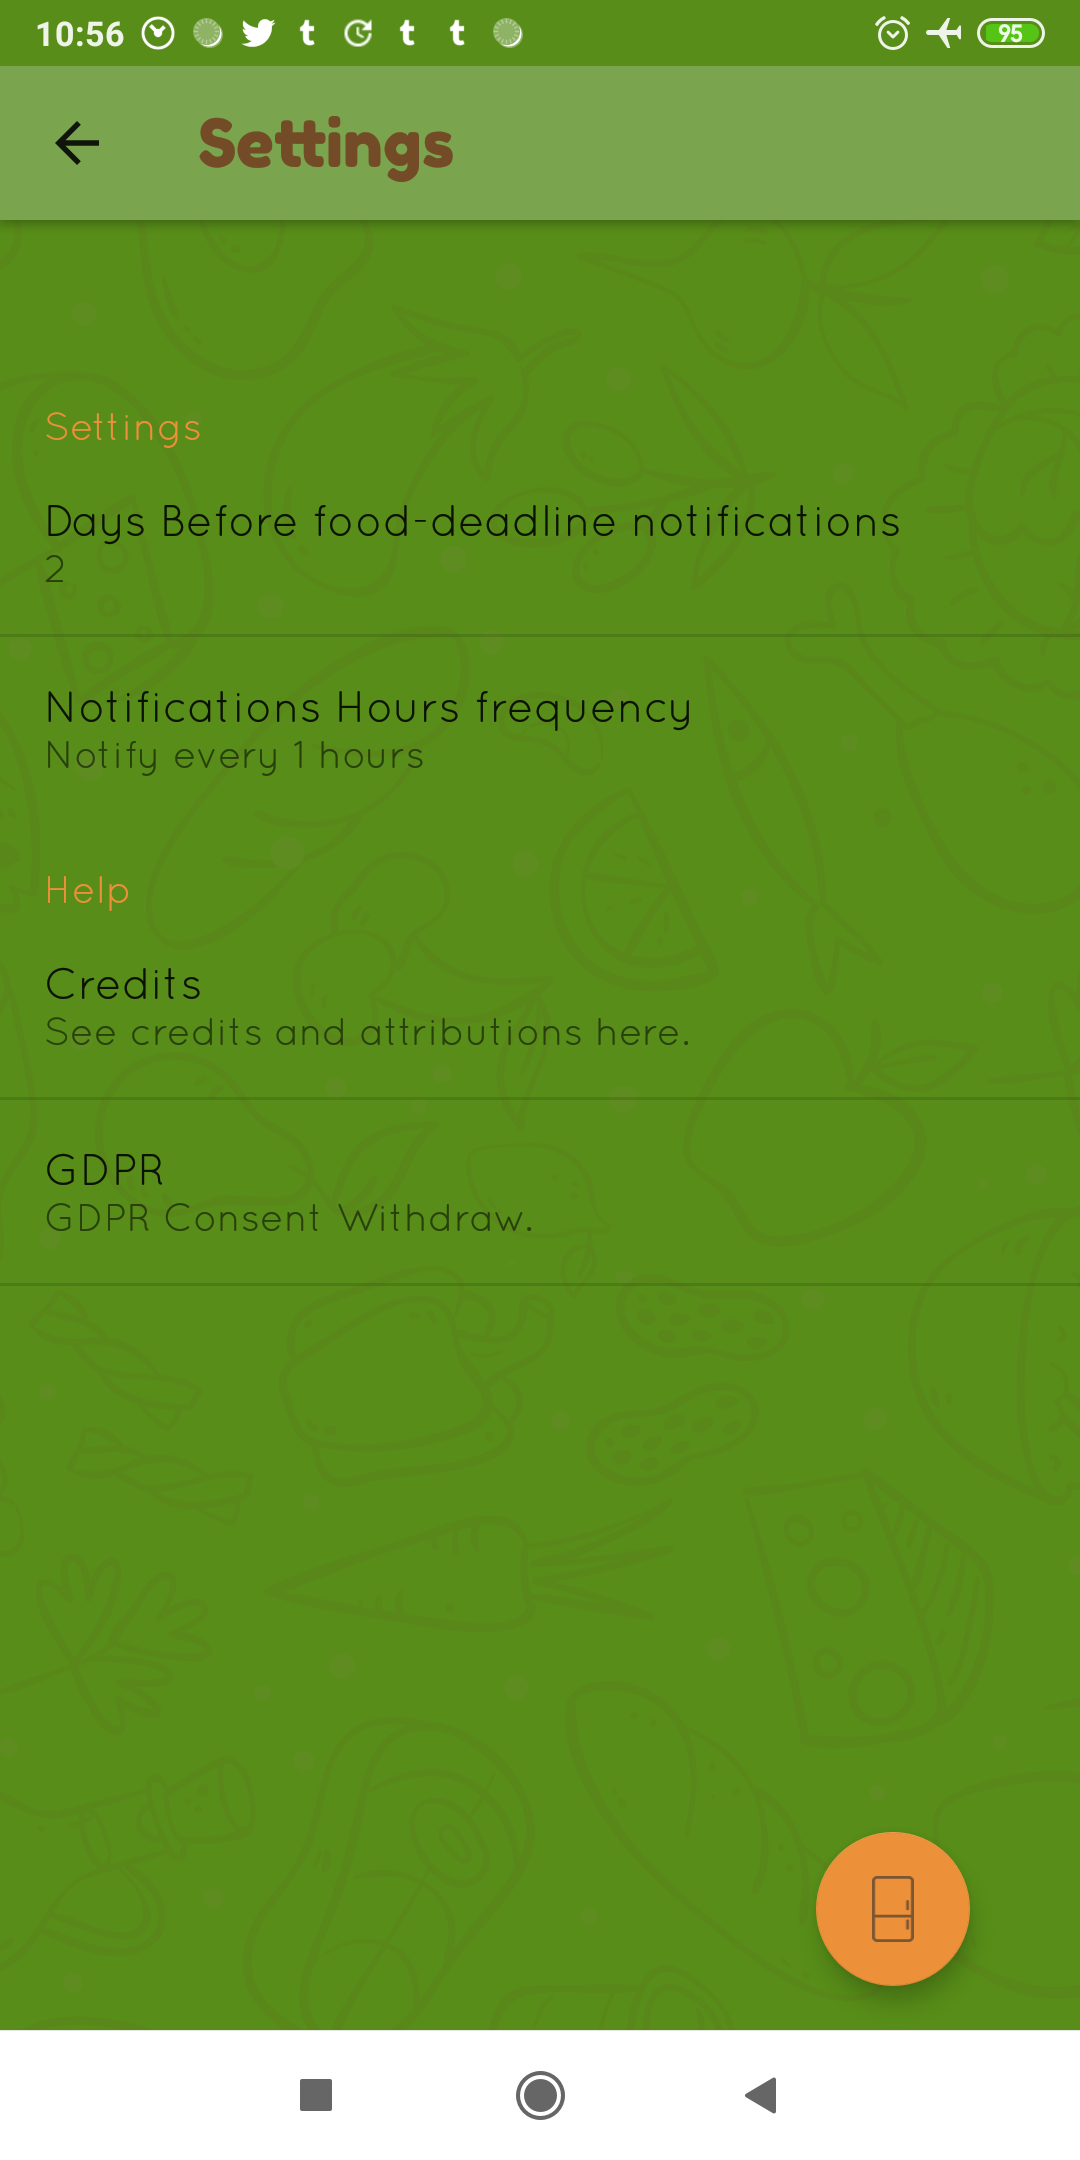 10:56
95
Settings
Settings
Days Before food-deadline notifications
2
Notifications Hours frequency
Notify every 1 hours
Help
Credits
See credits and attributions here.
GDPR
GDPR Consent Withdraw.